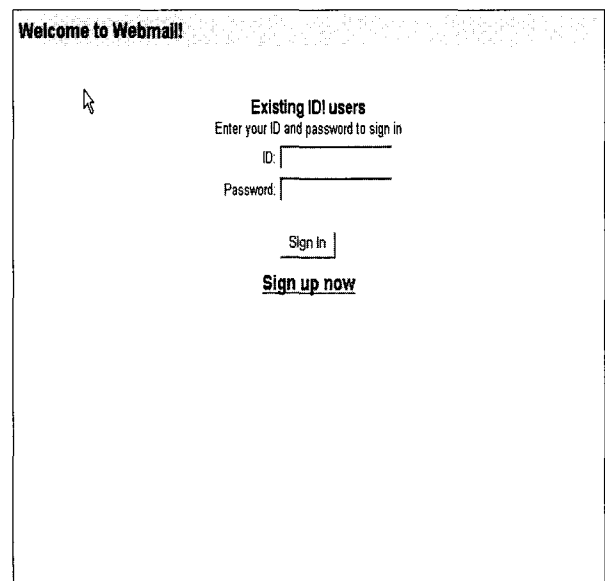 Welcome to Webmail!
Existing ID! users
Enter your ID and password to sign in
ID:
Password:
Sign In
Sign up now